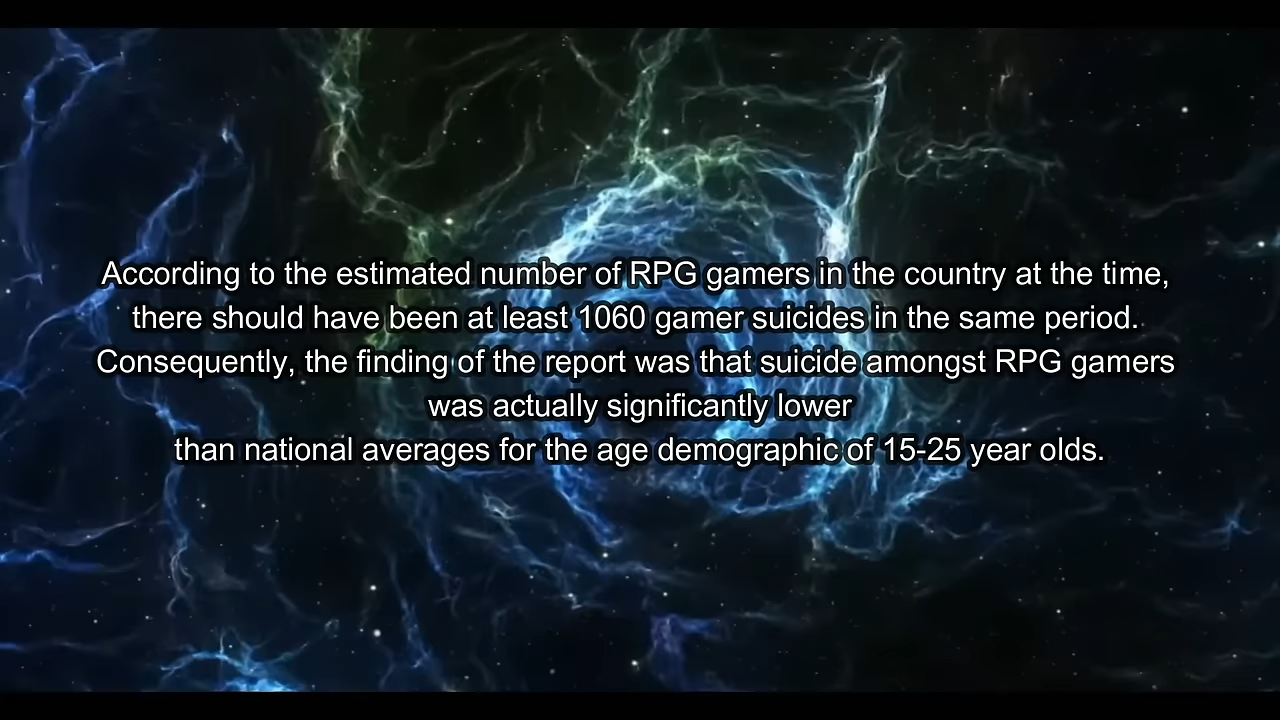 According to the estimated number of RPG gamers in the country at the time,
there should have been at least 1060 gamer suicides in the same period.
Consequently, the finding of the report was that suicide amongst RPG gamers
was actually significantly lower
than national averages for the age demographic of 15-25 year olds.